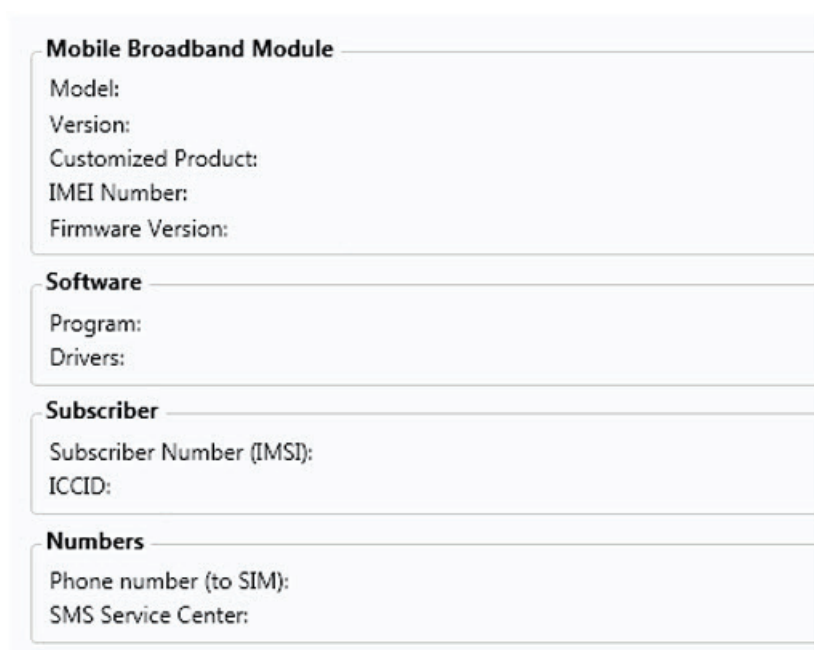 Mobile Broadband Module
Model:
Version:
Customized Product:
IMEI Number:
Firmware Version:
Software
Program:
Drivers:
Subscriber
Subscriber Number (IMSI):
ICCID:
Numbers
Phone number (to SIM):
SMS Service Center: